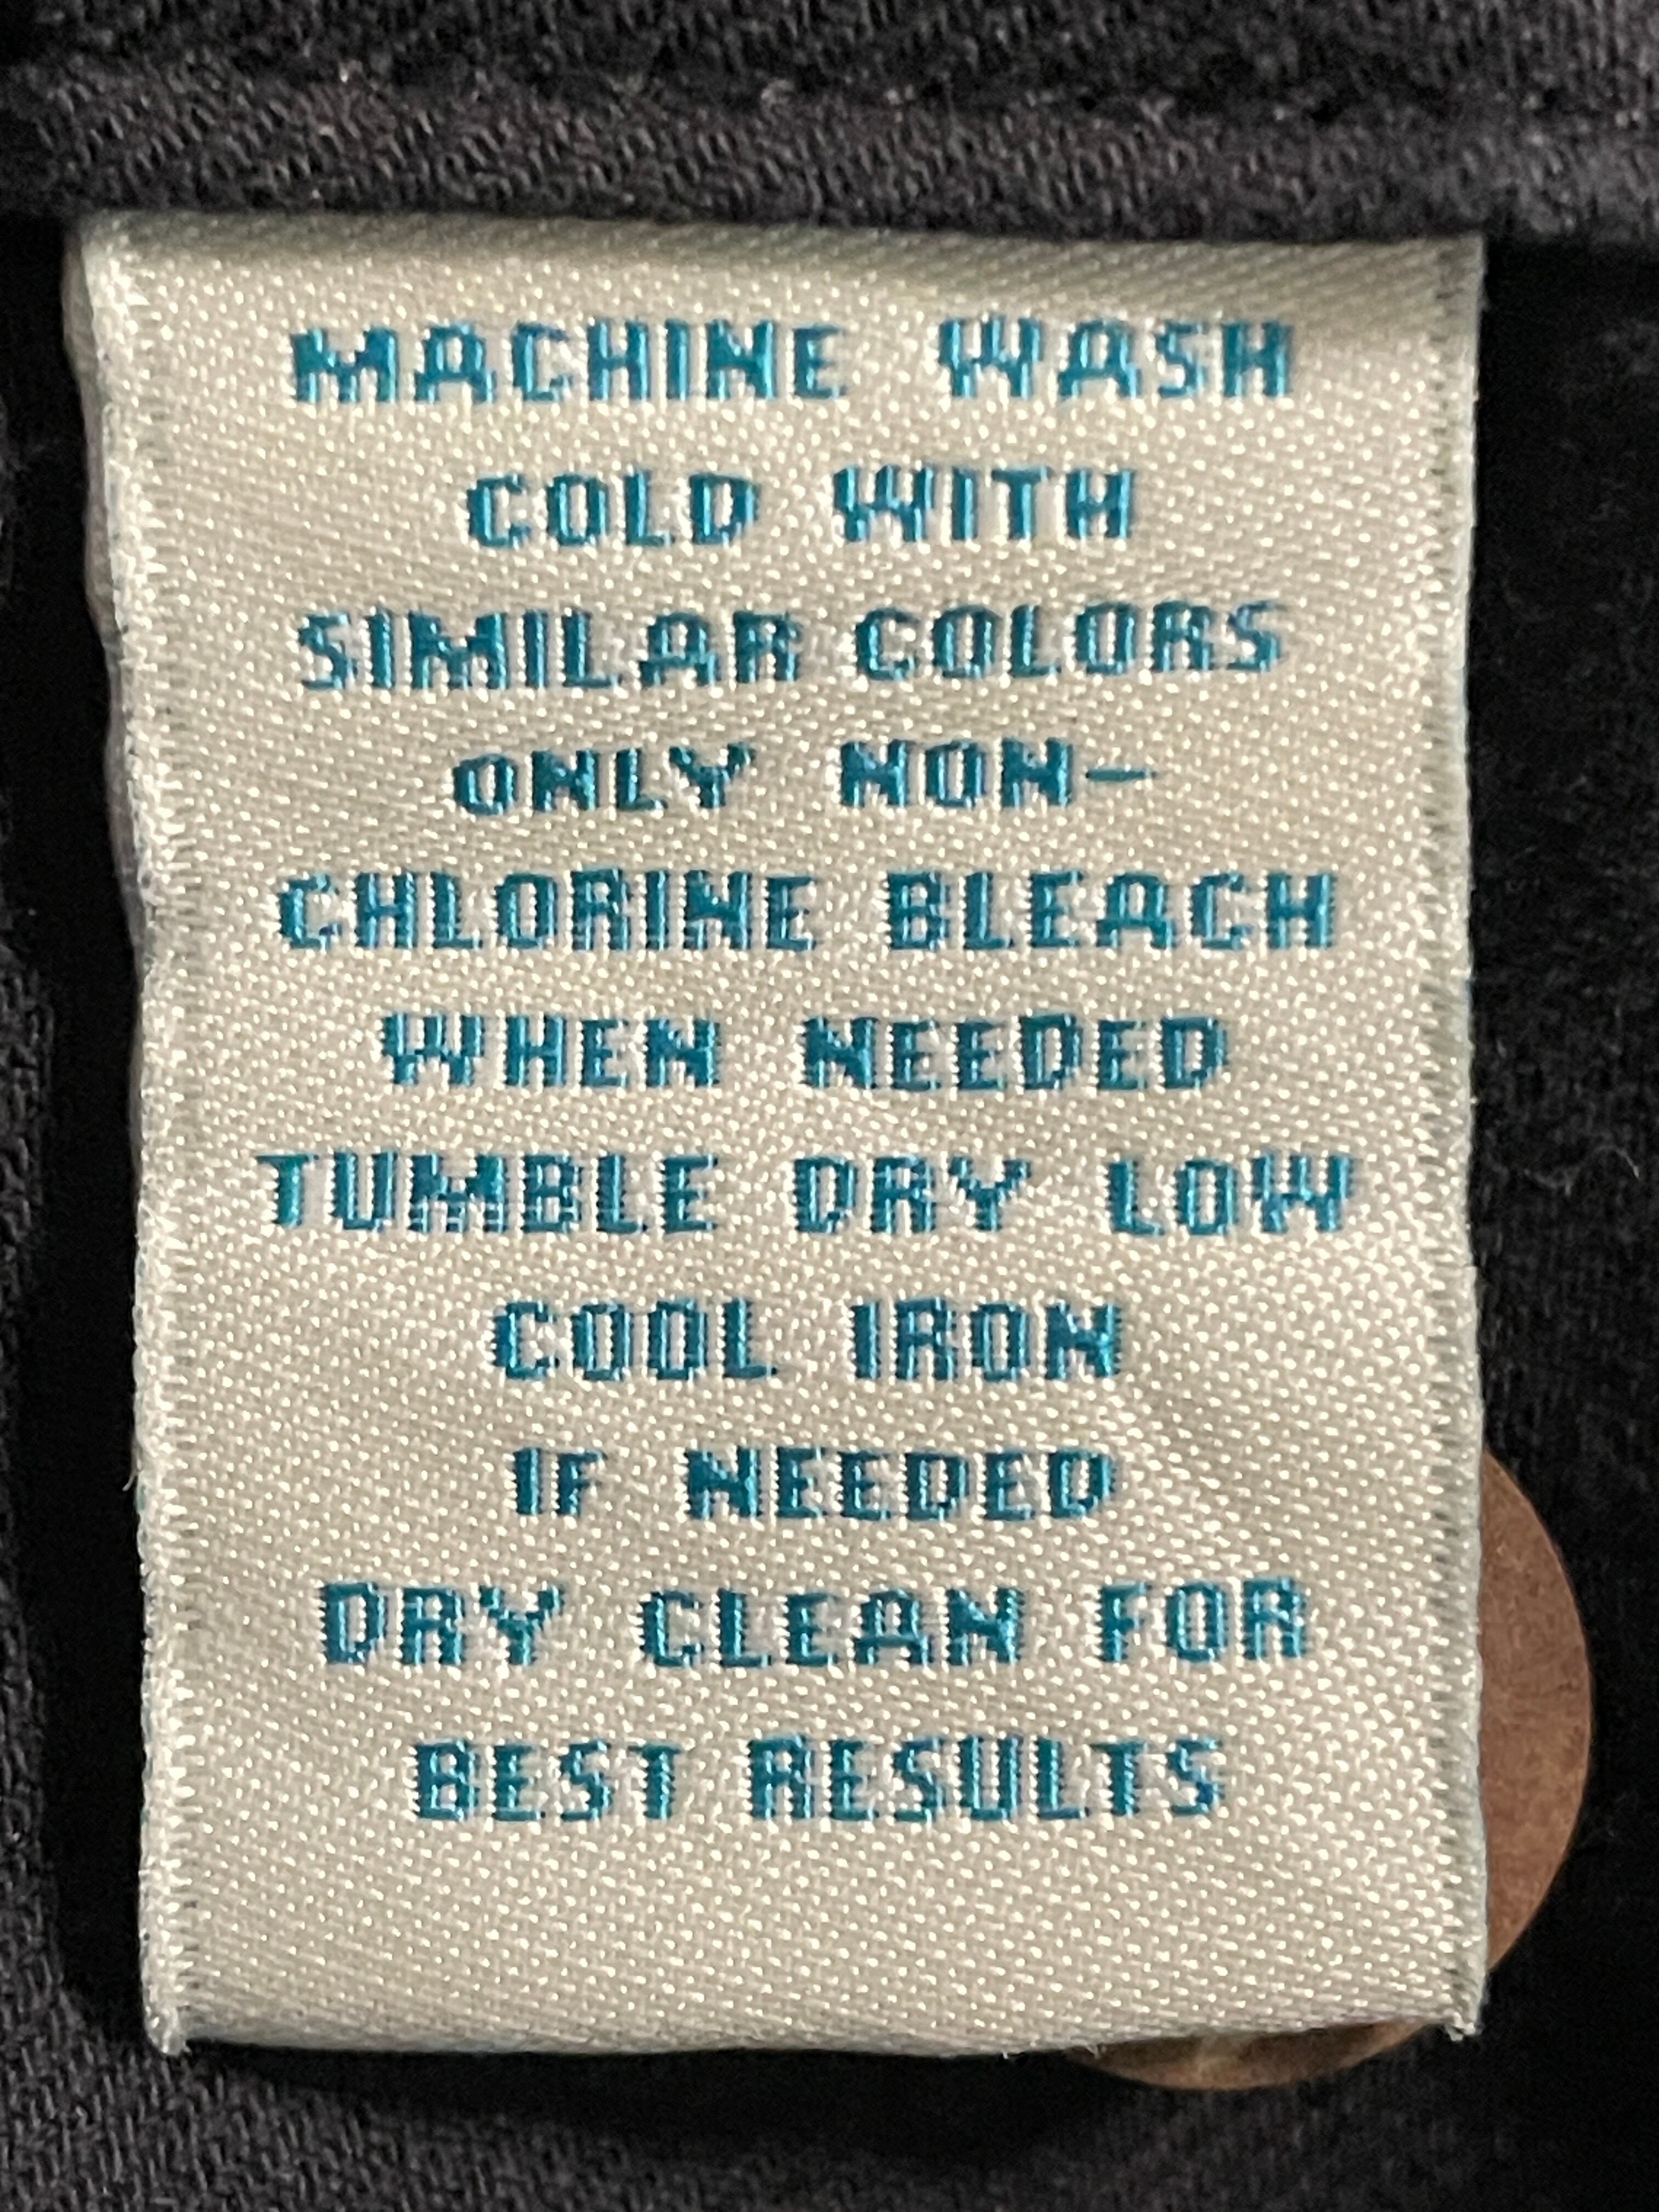 MACHINE WASH
COLD WITH
SIMILAR COLORS
ONLY NON-
CHLORINE BLEACH
WHEN NEEDED
TUMBLE DRY LOW
COOL IRON
IF NEEDED
DRY CLEAN FOR
BEST RESULTS